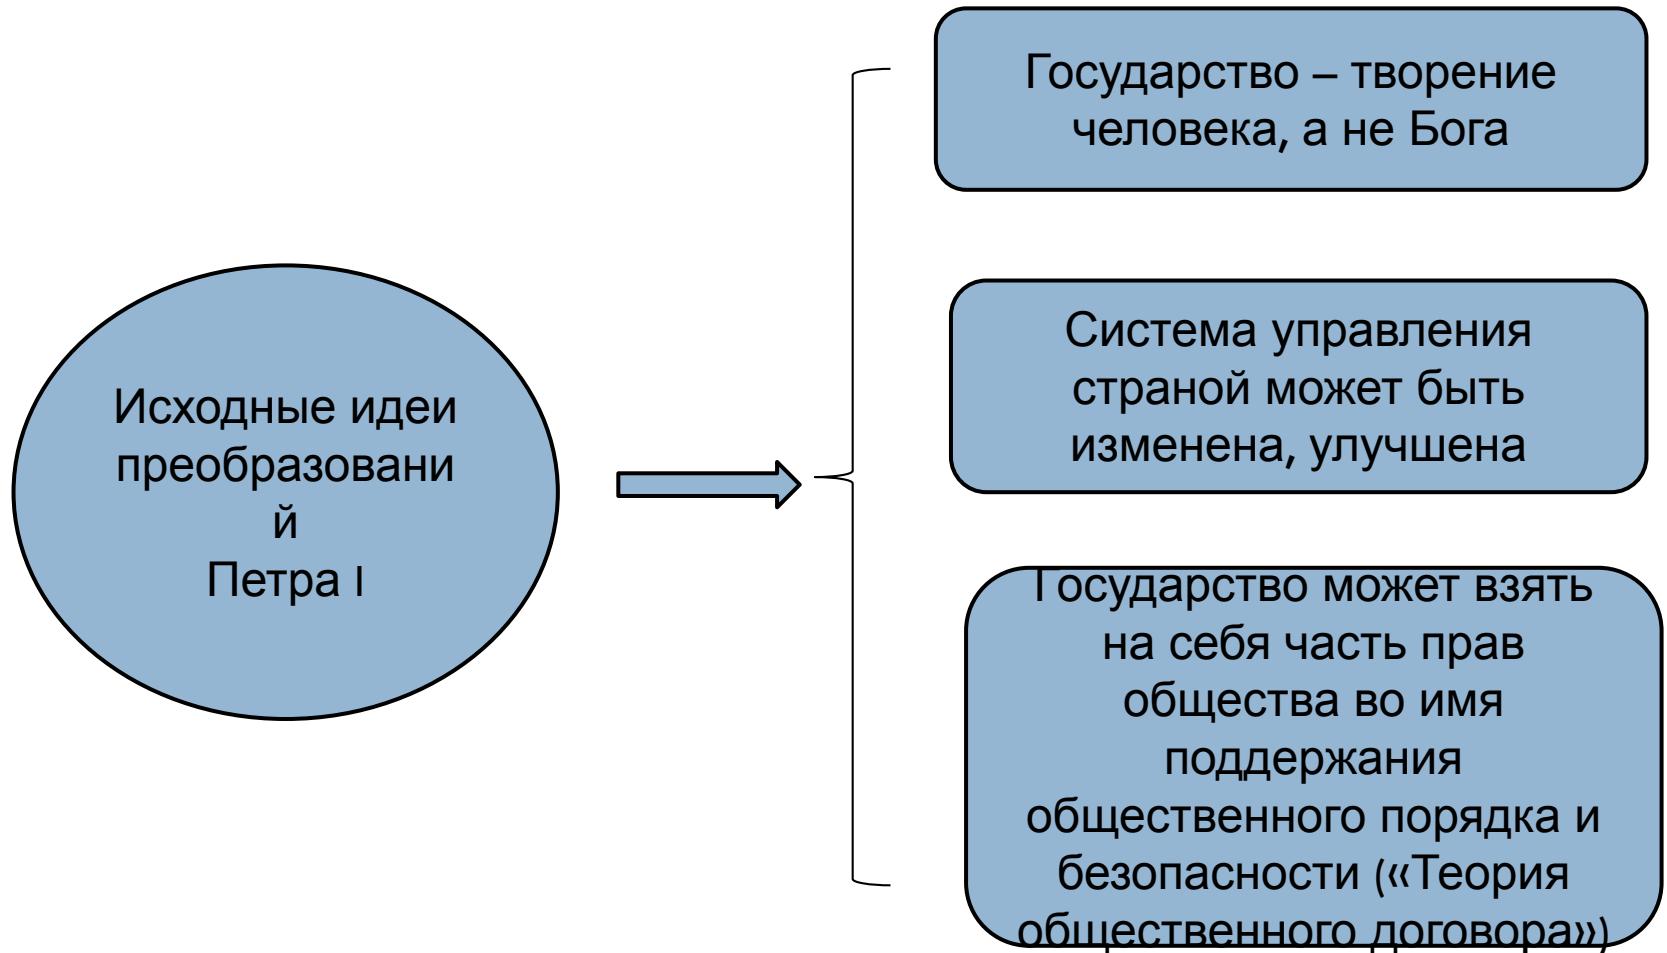 Государство – творение
человека, а не Бога
Исходные идеи
преобразовани
й
Петра I
Система управления
страной может быть
изменена, улучшена
Государство может взять
на себя часть прав
общества во имя
поддержания
общественного порядка и
безопасности («Теория
общественного договора»)